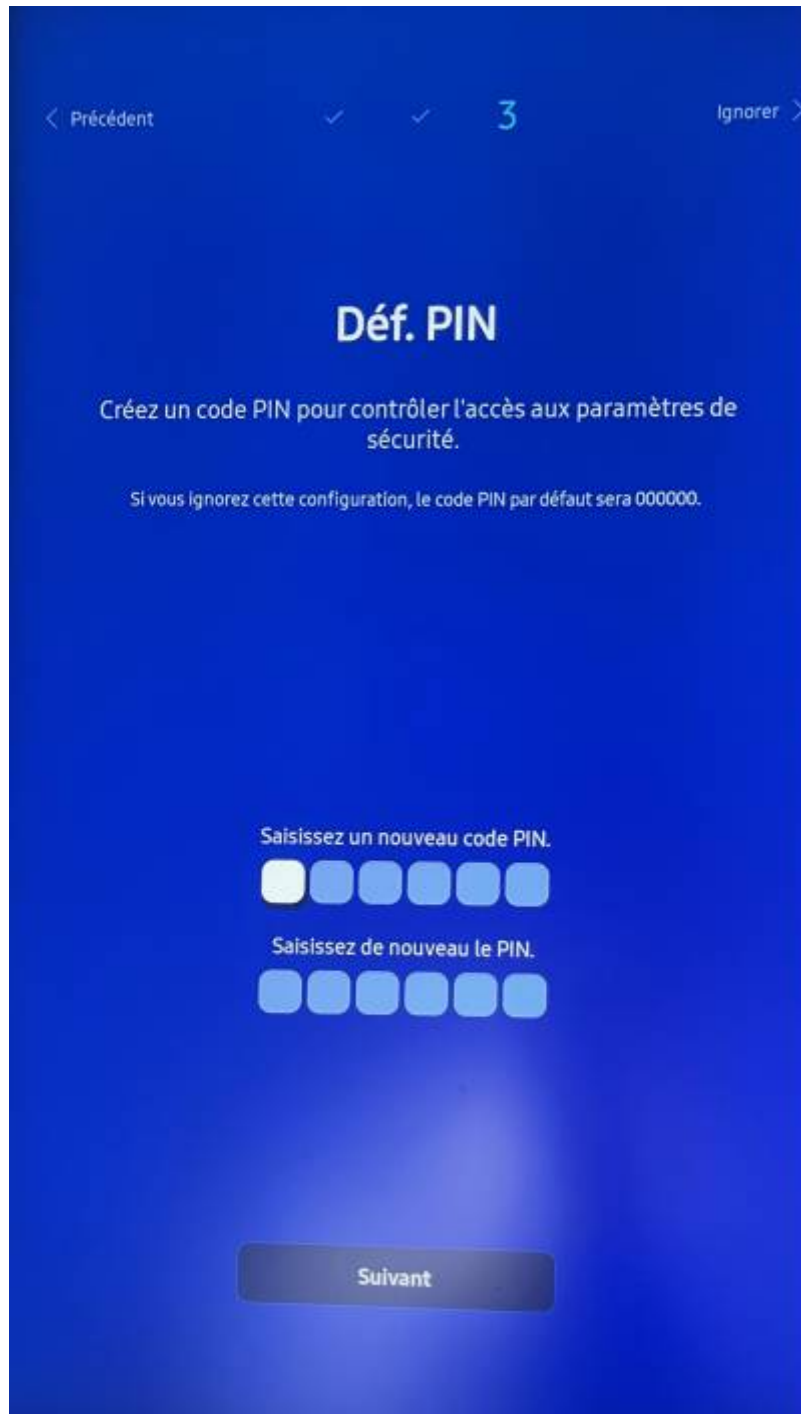 Précédent
3
Ignorer
Déf. PIN
Créez un code PIN pour contrôler l'accès aux paramètres de
sécurité.
Si vous ignorez cette configuration, le code PIN par défaut sera 000000.
Saisissez un nouveau code PIN.
Saisissez de nouveau le PIN.
Suivant